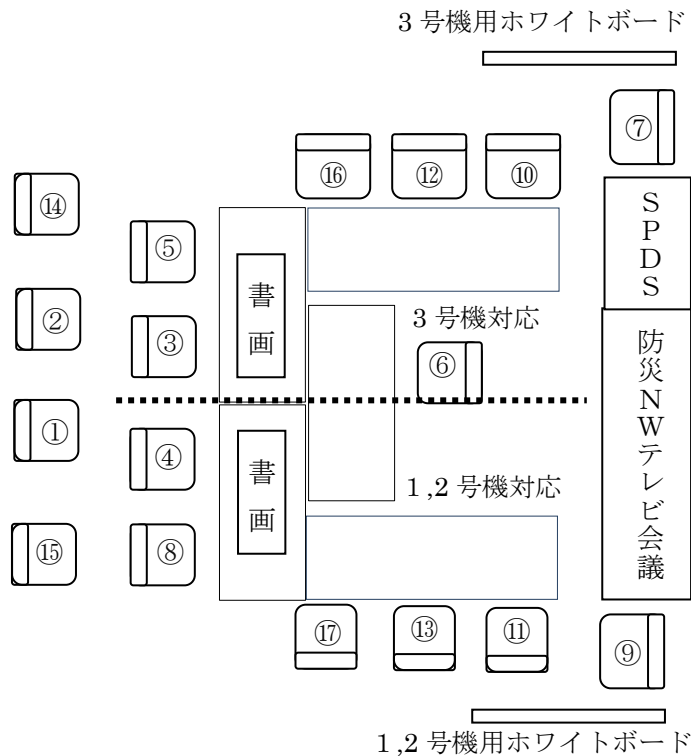 3号機用ホワイトボード
⑦
⑯ ⑫ ⑩
⑭
⑤
SPDS
書画
②
③
3号機対応
⑥
防災NWテレビ会議
①
④
書画
1,2号機対応
⑮
⑧
⑰ ⑬ ⑪
⑨
1,2号機用ホワイトボード